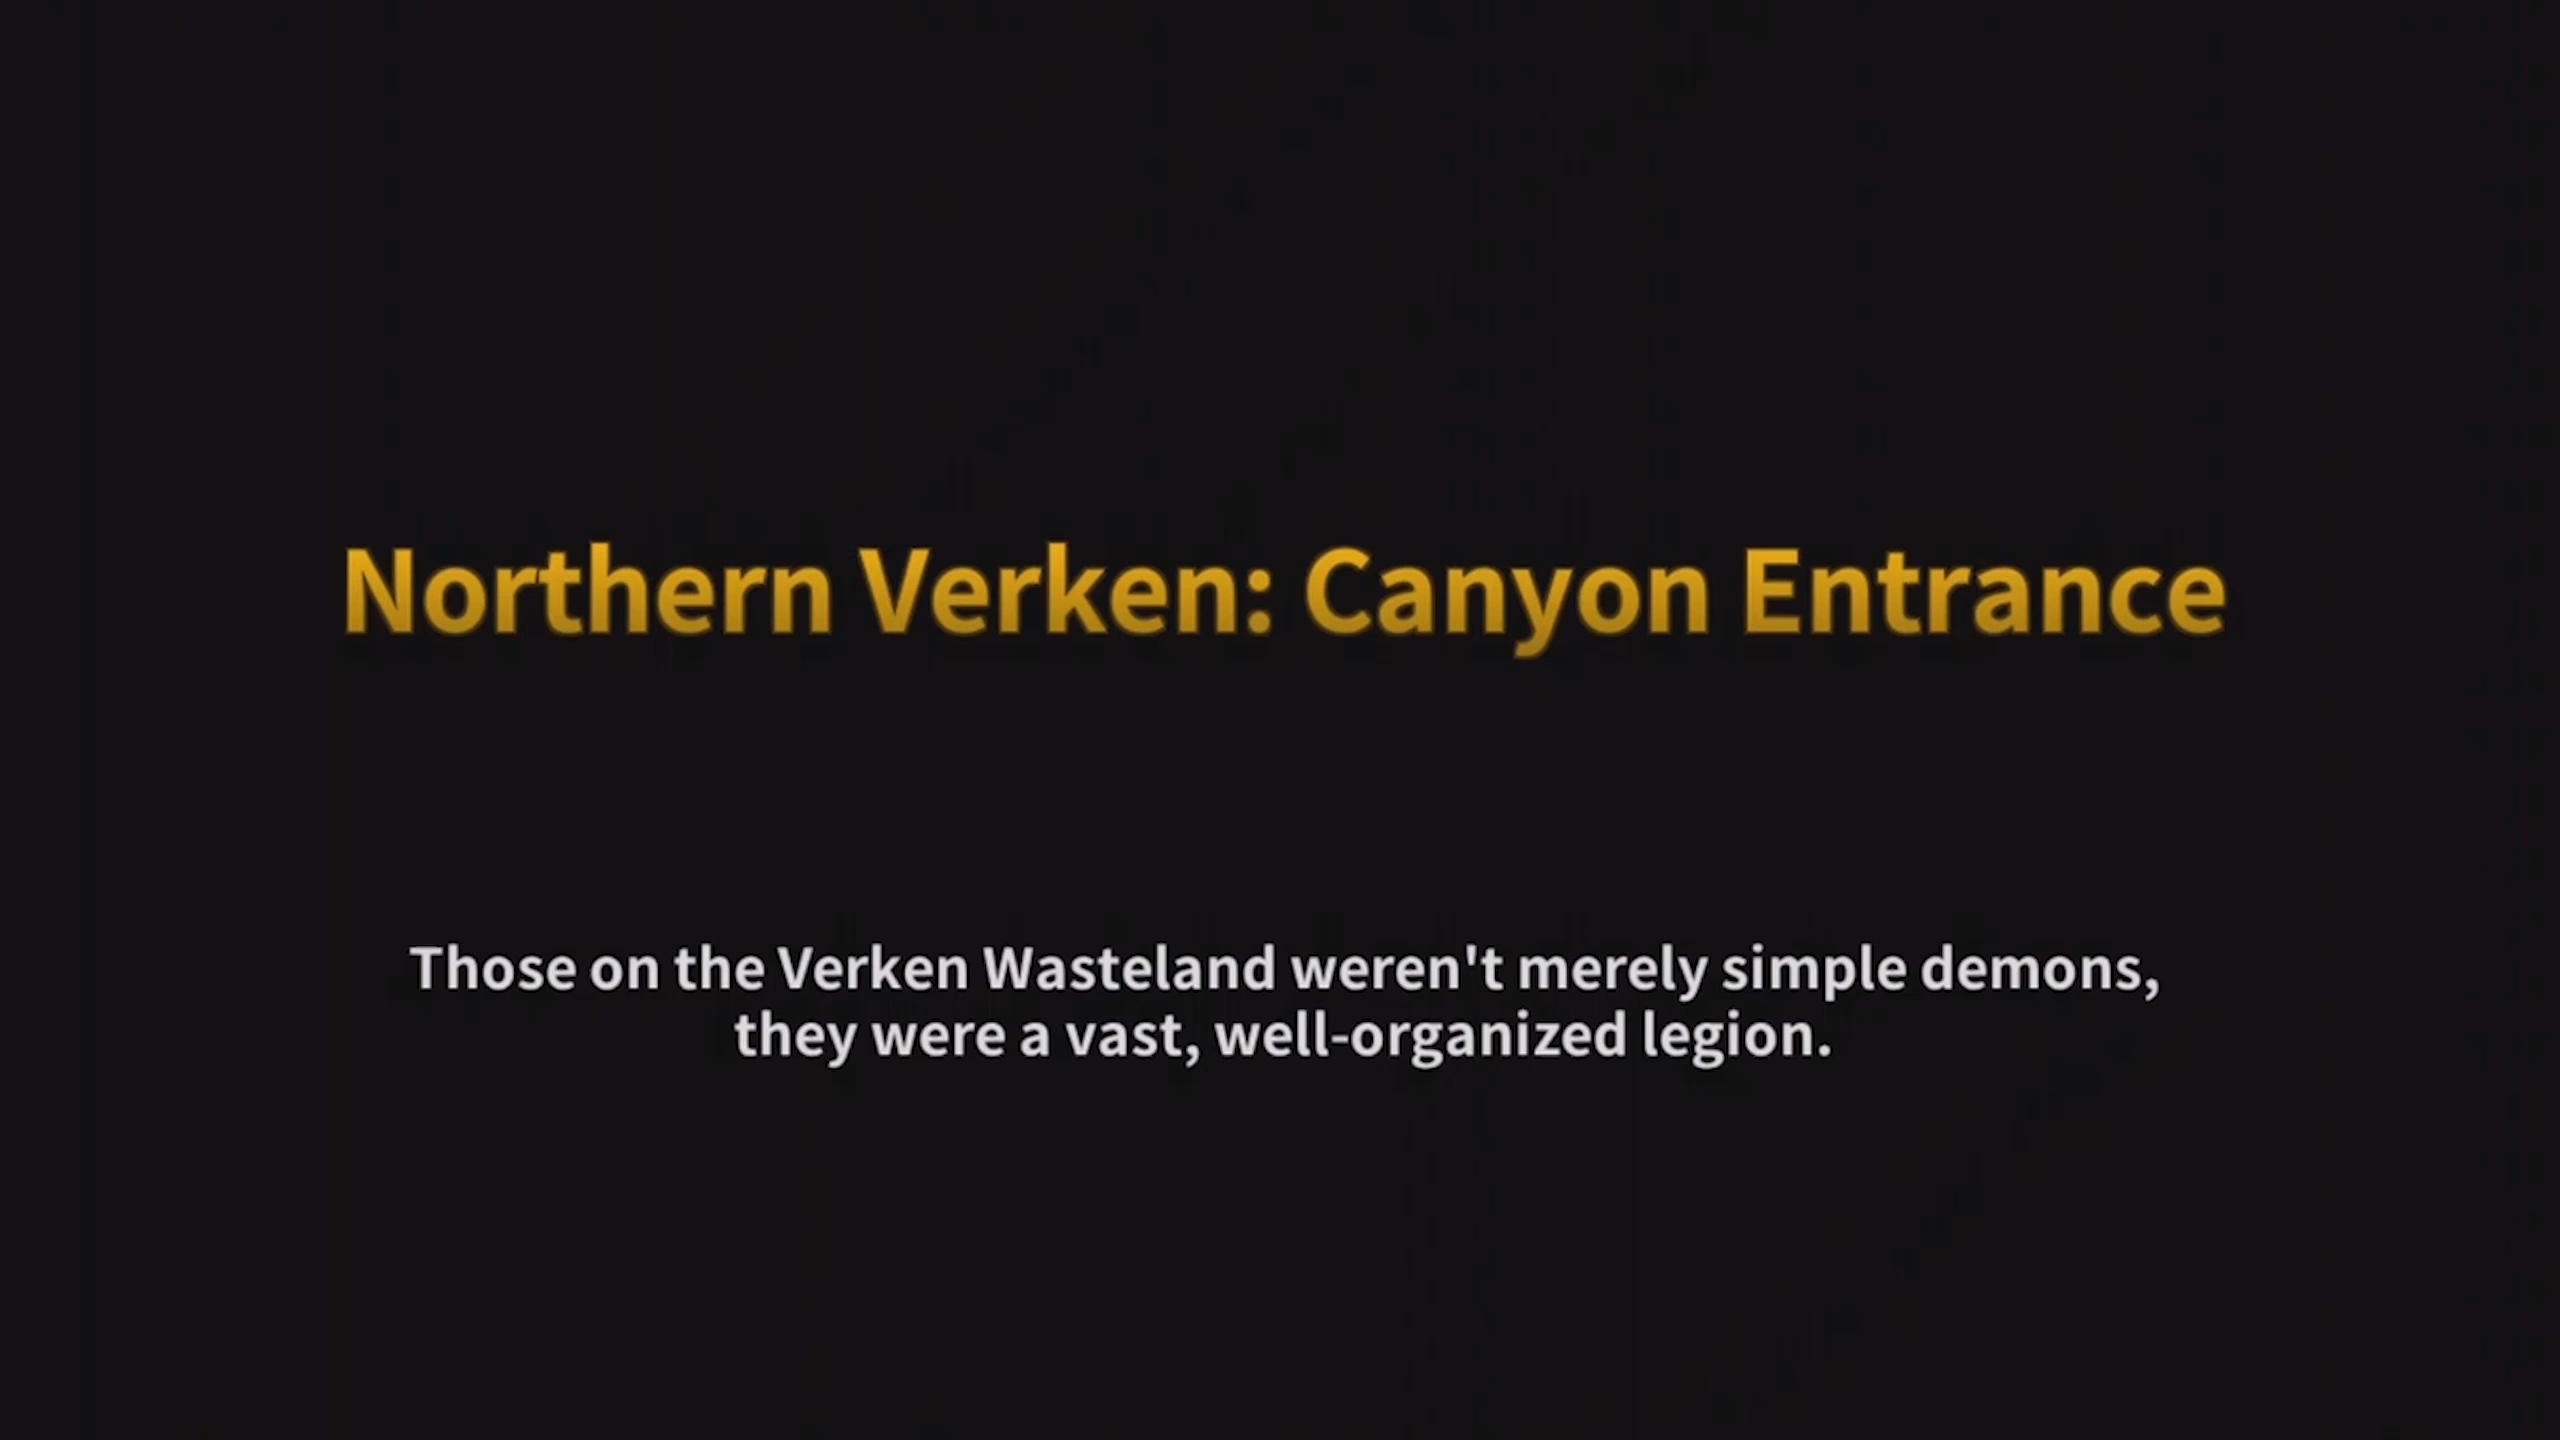 Northern Verken: Canyon Entrance
Those on the Verken Wasteland weren't merely simple demons,
they were a vast, well-organized legion.